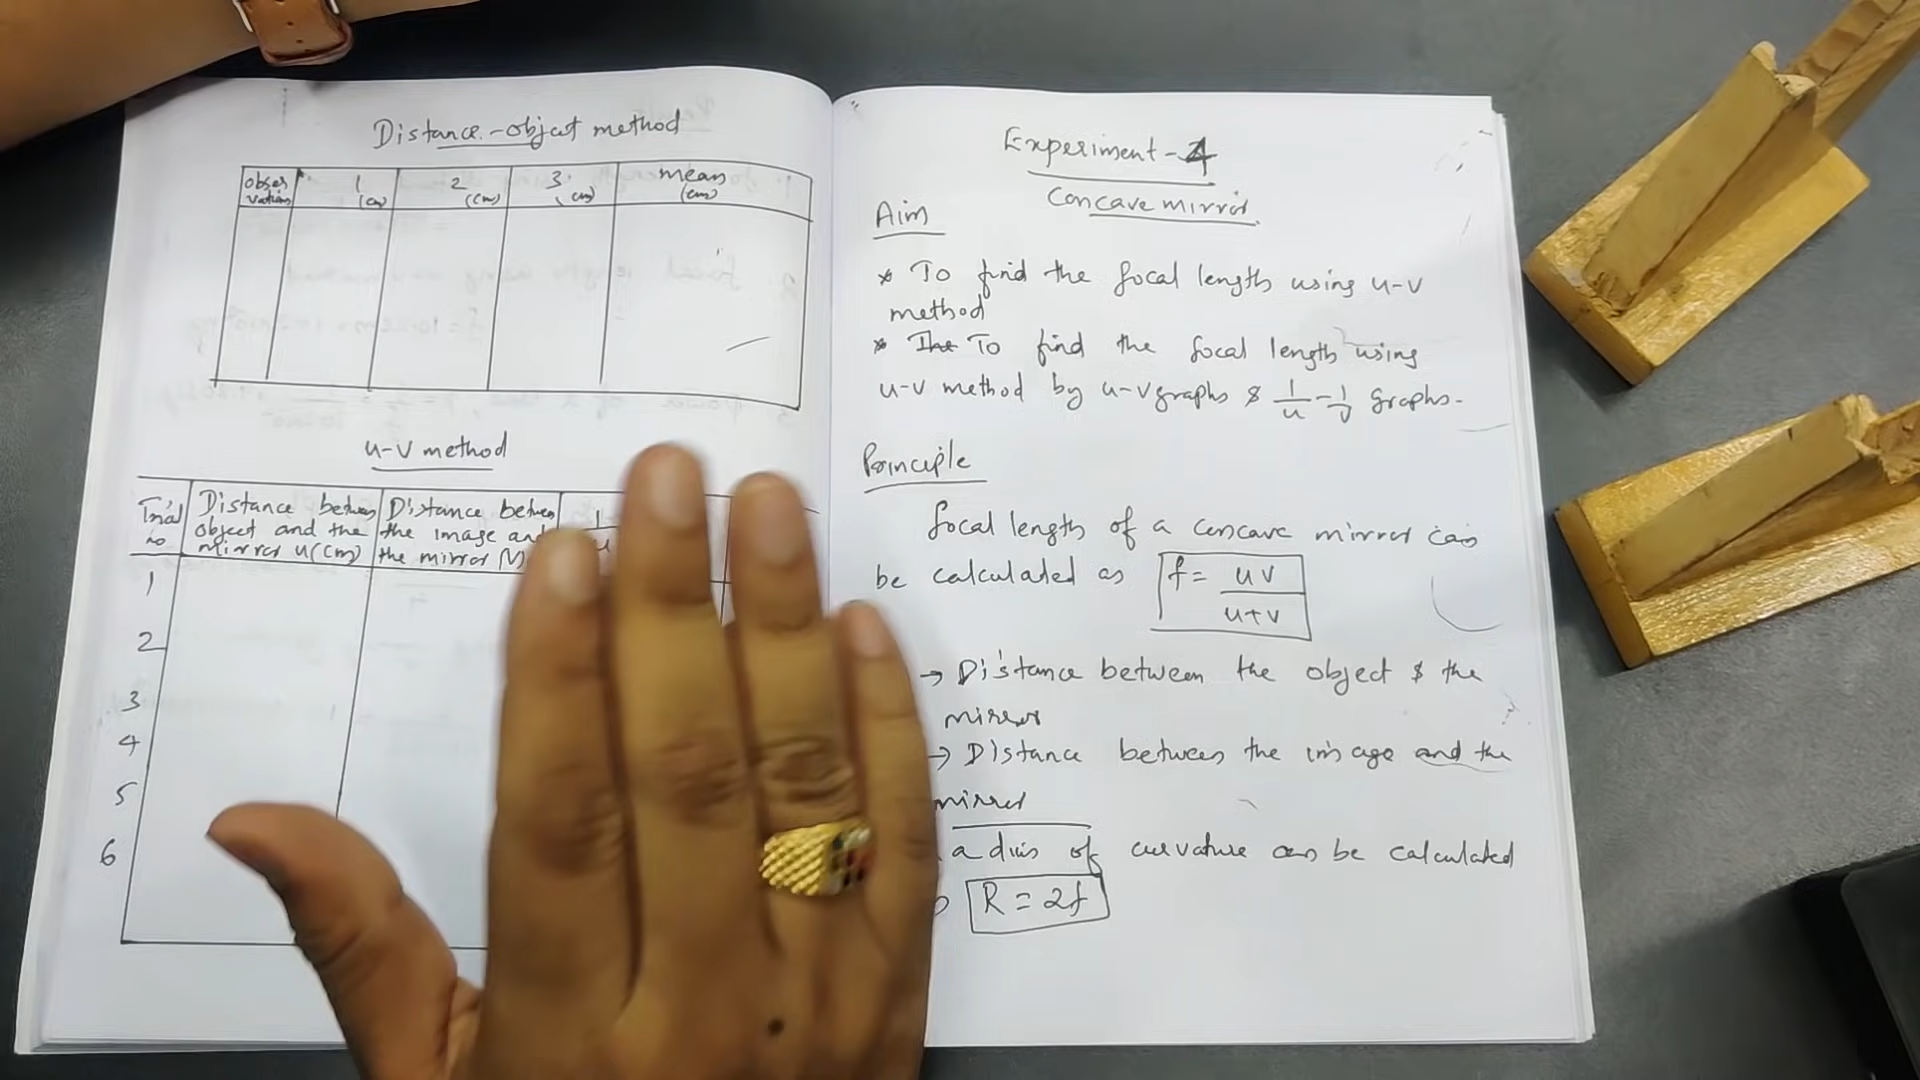 Distance-object method
obser
vations
1
(cm)
2
(cm)
3
(cm)
mean
(cm)
u-v method
Trial
no
Distance between
object and the
mirror u(cm)
Distance between
the image and
the mirror (v)
1
u
1
2
3
4
5
6
Experiment-4
Concave mirror.
Aim
* To find the focal length using u-v
method
* The To find the focal length using
u-v method by u-v graphs & 1/u - 1/v graphs.
Principle
focal length of a concave mirror can
be calculated as f = uv / u+v
→ Distance between the object & the
mirror
→ Distance between the image and the
mirror
adius of curvature can be calculated
R = 2f